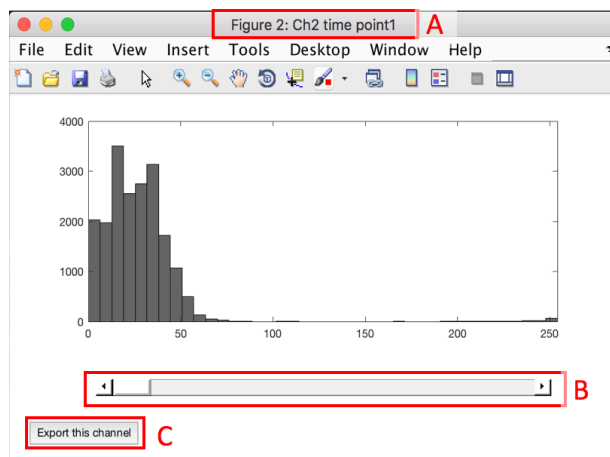 Figure 2: Ch2 time point1 A
File Edit View Insert Tools Desktop Window Help
4000
3000
2000
1000
0
0 50 100 150 200 250
B
Export this channel C